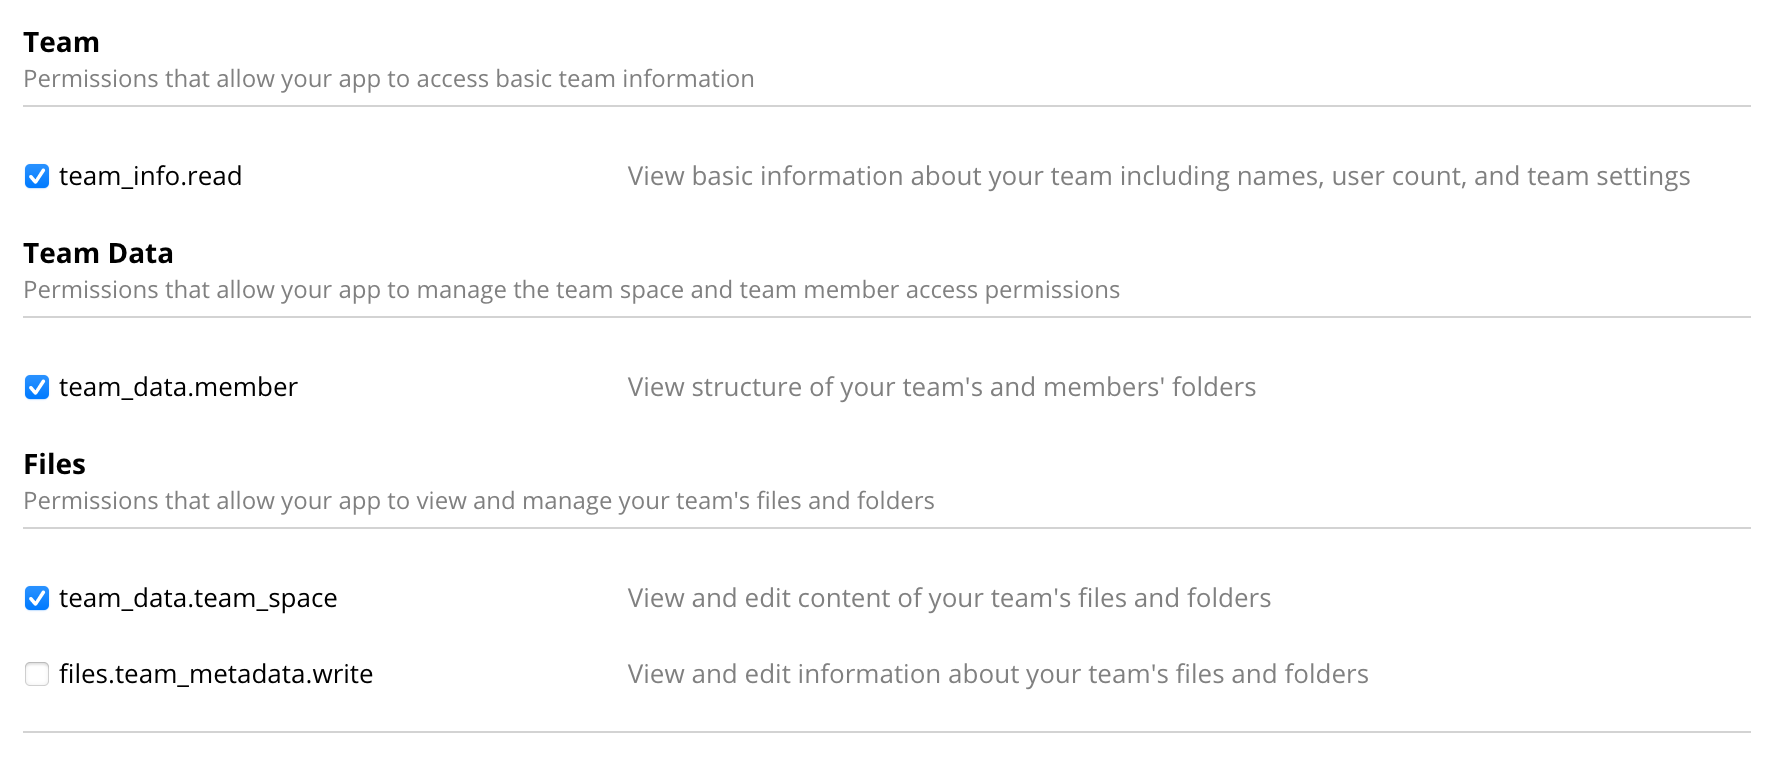 Team
Permissions that allow your app to access basic team information
team_info.read View basic information about your team including names, user count, and team settings
Team Data
Permissions that allow your app to manage the team space and team member access permissions
team_data.member View structure of your team's and members' folders
Files
Permissions that allow your app to view and manage your team's files and folders
team_data.team_space View and edit content of your team's files and folders
files.team_metadata.write View and edit information about your team's files and folders